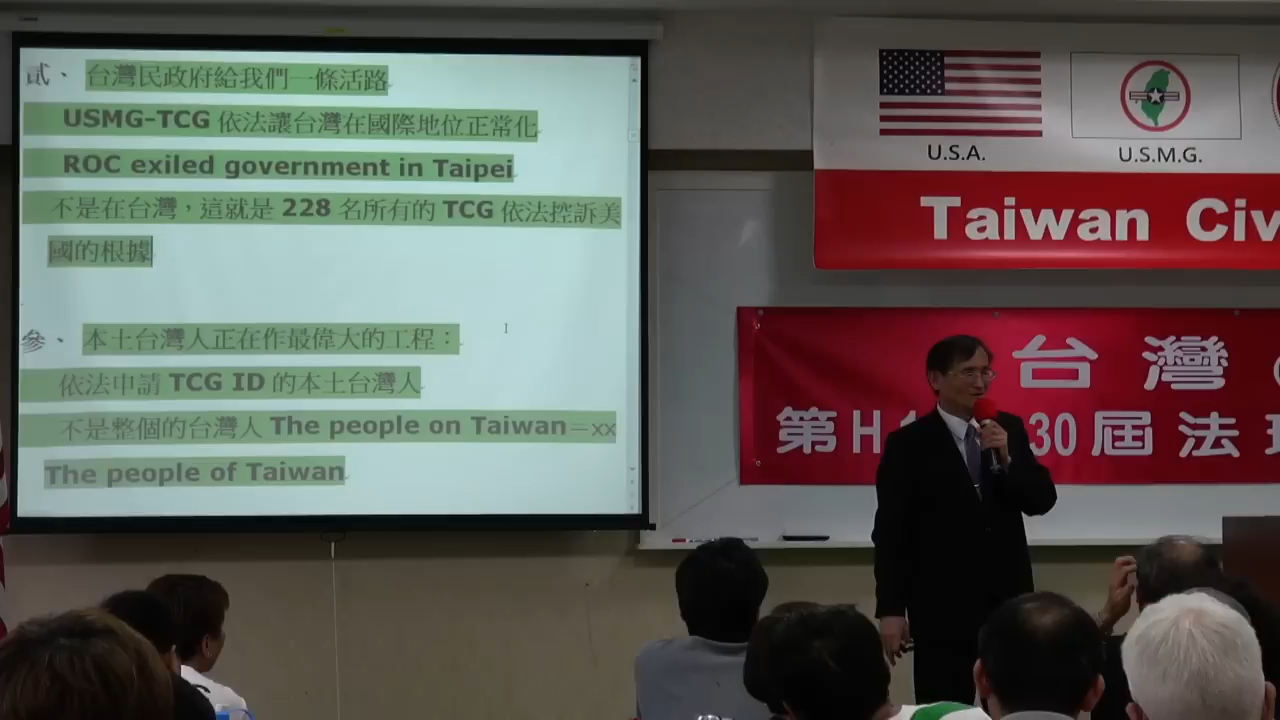 貳、 台灣民政府給我們一條活路
USMG-TCG 依法讓台灣在國際地位正常化
ROC exiled government in Taipei
不是在台灣，這就是 228 名所有的 TCG 依法控訴美
國的根據
參、 本土台灣人正在作最偉大的工程：
依法申請 TCG ID 的本土台灣人
不是整個的台灣人 The people on Taiwan＝xx
The people of Taiwan
U.S.A.
U.S.M.G.
Taiwan Civ
台灣
第H 30屆法